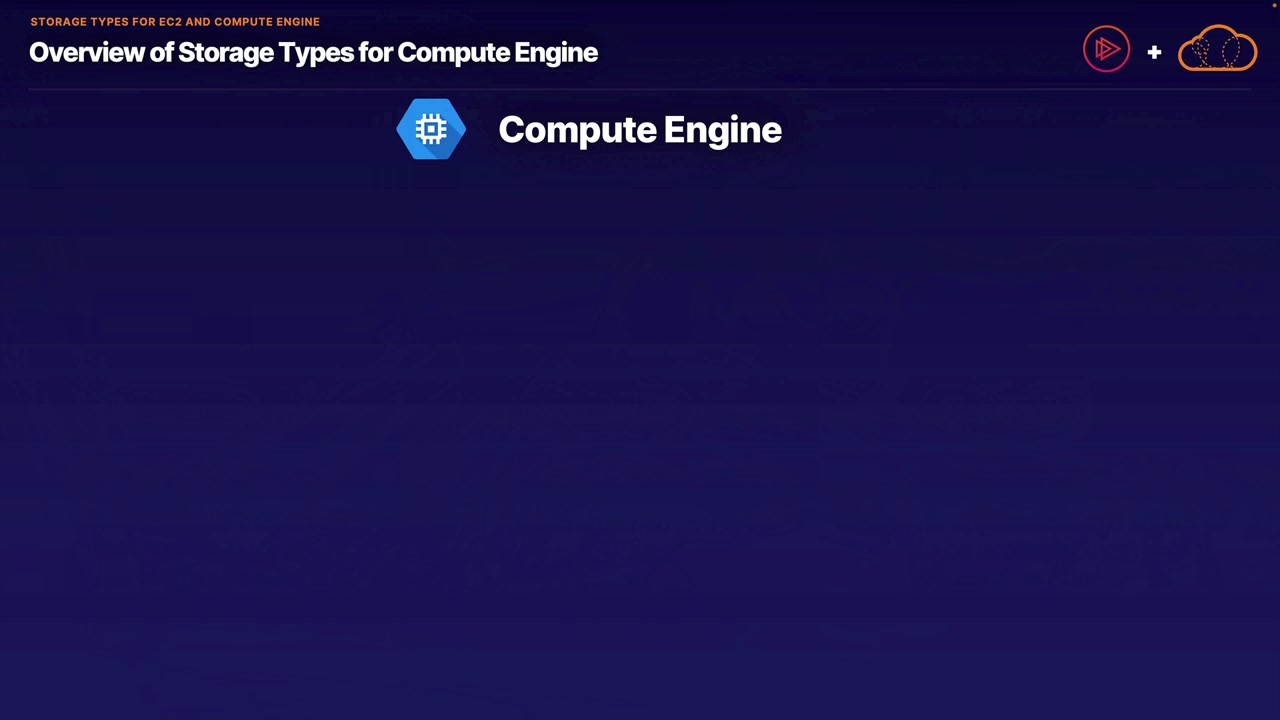 STORAGE TYPES FOR EC2 AND COMPUTE ENGINE
Overview of Storage Types for Compute Engine
+
Compute Engine